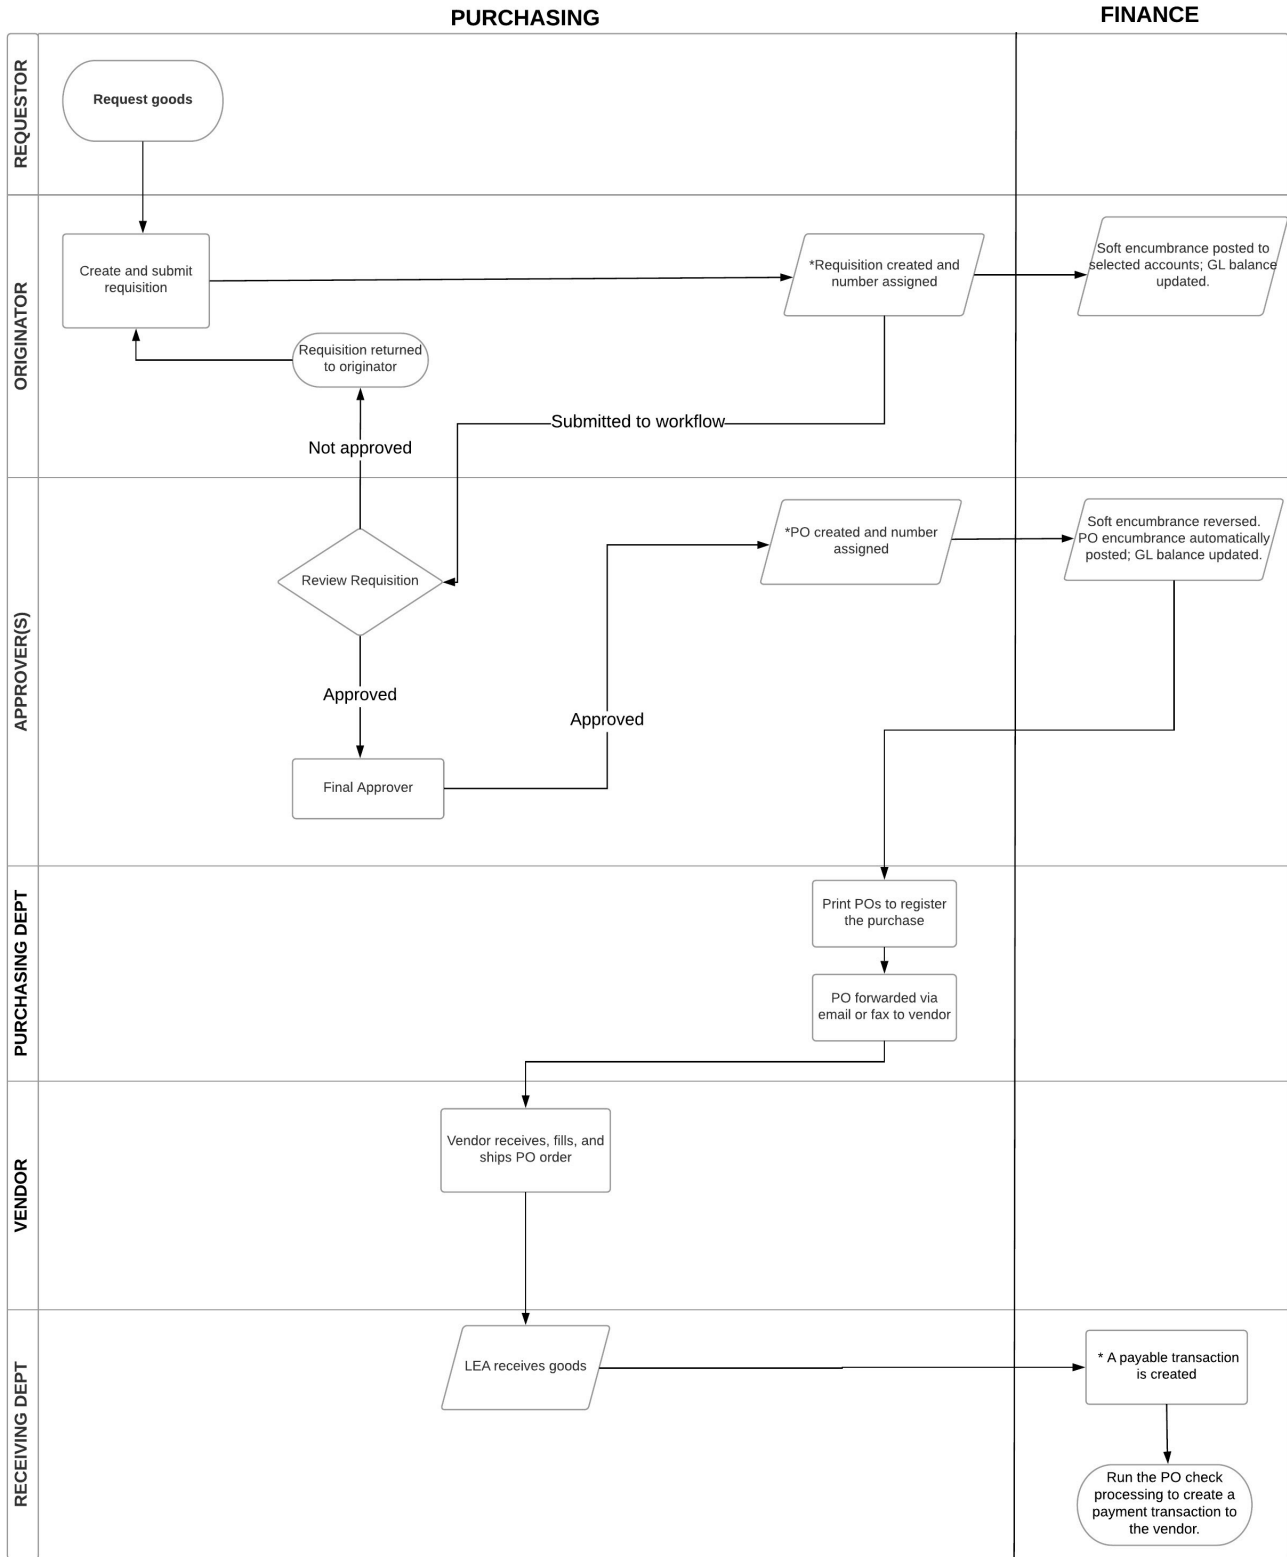 PURCHASING
FINANCE
REQUESTOR
Request goods
ORIGINATOR
Create and submit
requisition
*Requisition created and
number assigned
Soft encumbrance posted to
selected accounts; GL balance
updated.
Requisition returned
to originator
Submitted to workflow
Not approved
APPROVER(S)
*PO created and number
assigned
Soft encumbrance reversed.
PO encumbrance automatically
posted; GL balance updated.
Review Requisition
Approved
Approved
Final Approver
PURCHASING DEPT
Print POs to register
the purchase
PO forwarded via
email or fax to vendor
VENDOR
Vendor receives, fills, and
ships PO order
RECEIVING DEPT
LEA receives goods
* A payable transaction
is created
Run the PO check
processing to create a
payment transaction to
the vendor.